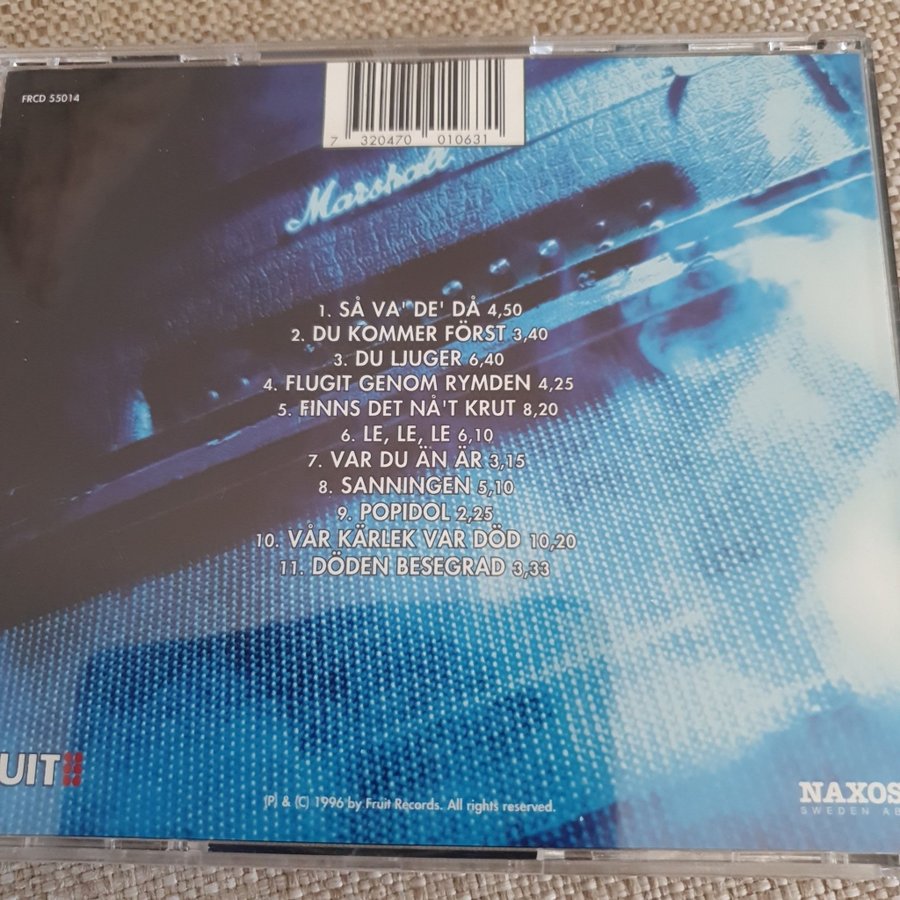 FRCD 55014
7 320470 010631
Marshall
1. SÅ VA' DE' DÅ 4,50
2. DU KOMMER FÖRST 3,40
3. DU LJUGER 6,40
4. FLUGIT GENOM RYMDEN 4,25
5. FINNS DET NÅ'T KRUT 8,20
6. LE, LE, LE 6,10
7. VAR DU ÄN ÄR 3,15
8. SANNINGEN 5,10
9. POPIDOL 2,25
10. VÅR KÄRLEK VAR DÖD 10,20
11. DÖDEN BESEGRAD 3,33
UIT
(P) & (C) 1996 by Fruit Records. All rights reserved.
NAXOS
SWEDEN AB